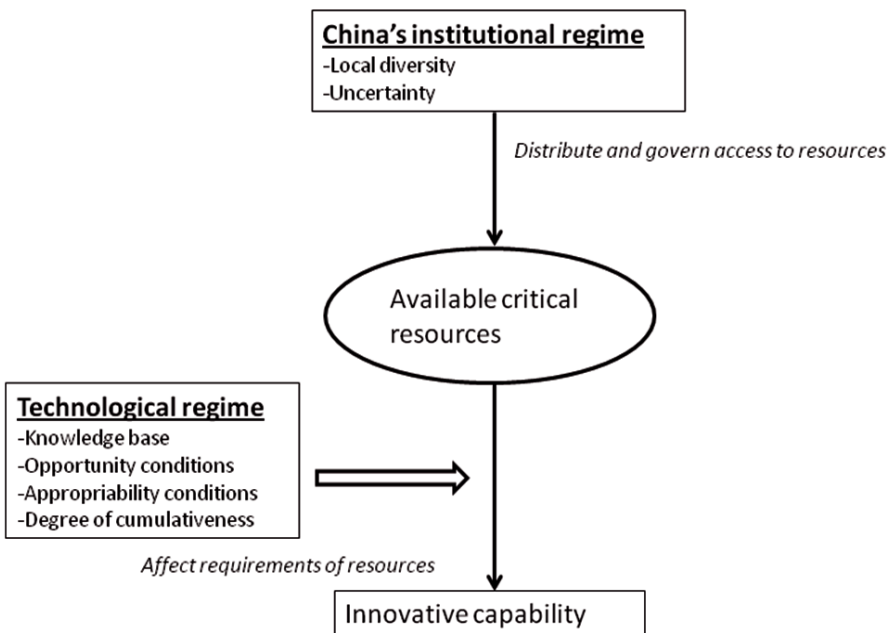 China's institutional regime
-Local diversity
-Uncertainty
Distribute and govern access to resources
Available critical
resources
Technological regime
-Knowledge base
-Opportunity conditions
-Appropriability conditions
-Degree of cumulativeness
Affect requirements of resources
Innovative capability